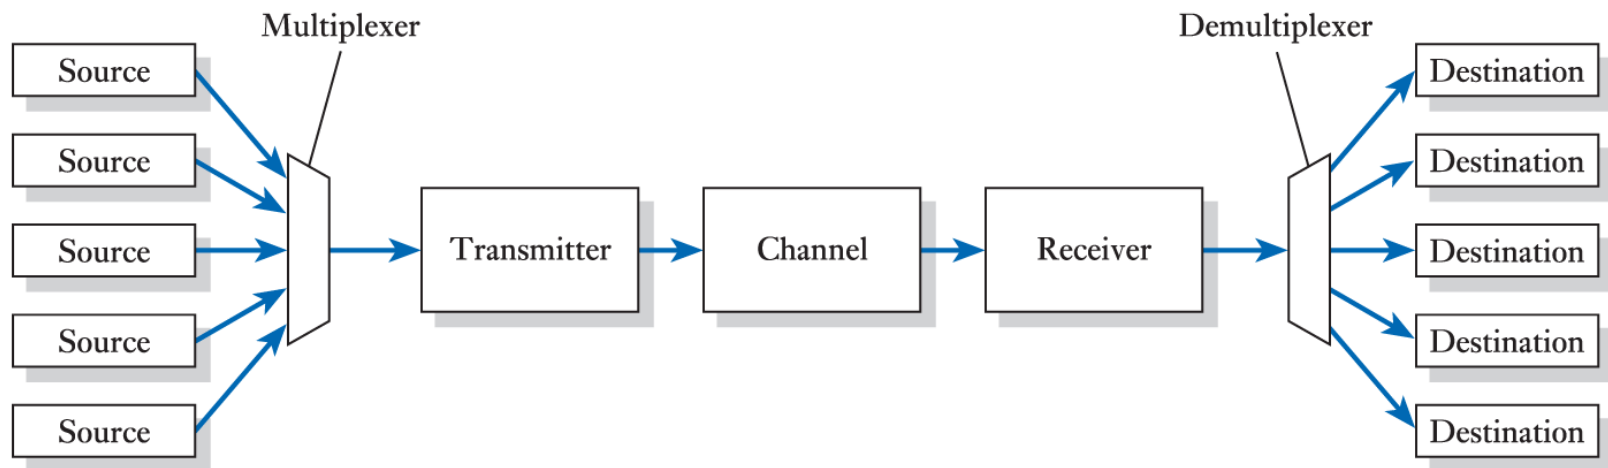 Multiplexer
Demultiplexer
Source
Source
Source
Source
Source
Transmitter
Channel
Receiver
Destination
Destination
Destination
Destination
Destination